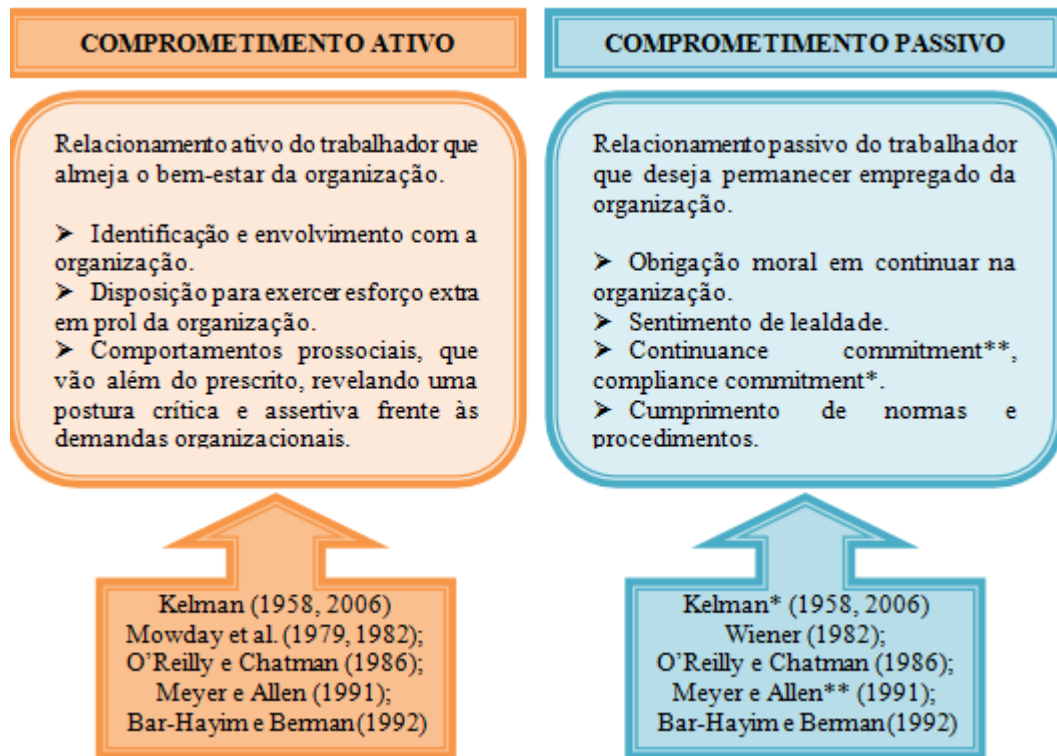 COMPROMETIMENTO ATIVO
Relacionamento ativo do trabalhador que
almeja o bem-estar da organização.
➤ Identificação e envolvimento com a
organização.
➤ Disposição para exercer esforço extra
em prol da organização.
➤ Comportamentos prossociais, que
vão além do prescrito, revelando uma
postura crítica e assertiva frente às
demandas organizacionais.
Kelman (1958, 2006)
Mowday et al. (1979, 1982);
O’Reilly e Chatman (1986);
Meyer e Allen (1991);
Bar-Hayim e Berman (1992)
COMPROMETIMENTO PASSIVO
Relacionamento passivo do trabalhador
que deseja permanecer empregado da
organização.
➤ Obrigação moral em continuar na
organização.
➤ Sentimento de lealdade.
➤ Continuance commitment**,
compliance commitment*.
➤ Cumprimento de normas e
procedimentos.
Kelman* (1958, 2006)
Wiener (1982);
O’Reilly e Chatman (1986);
Meyer e Allen** (1991);
Bar-Hayim e Berman (1992)